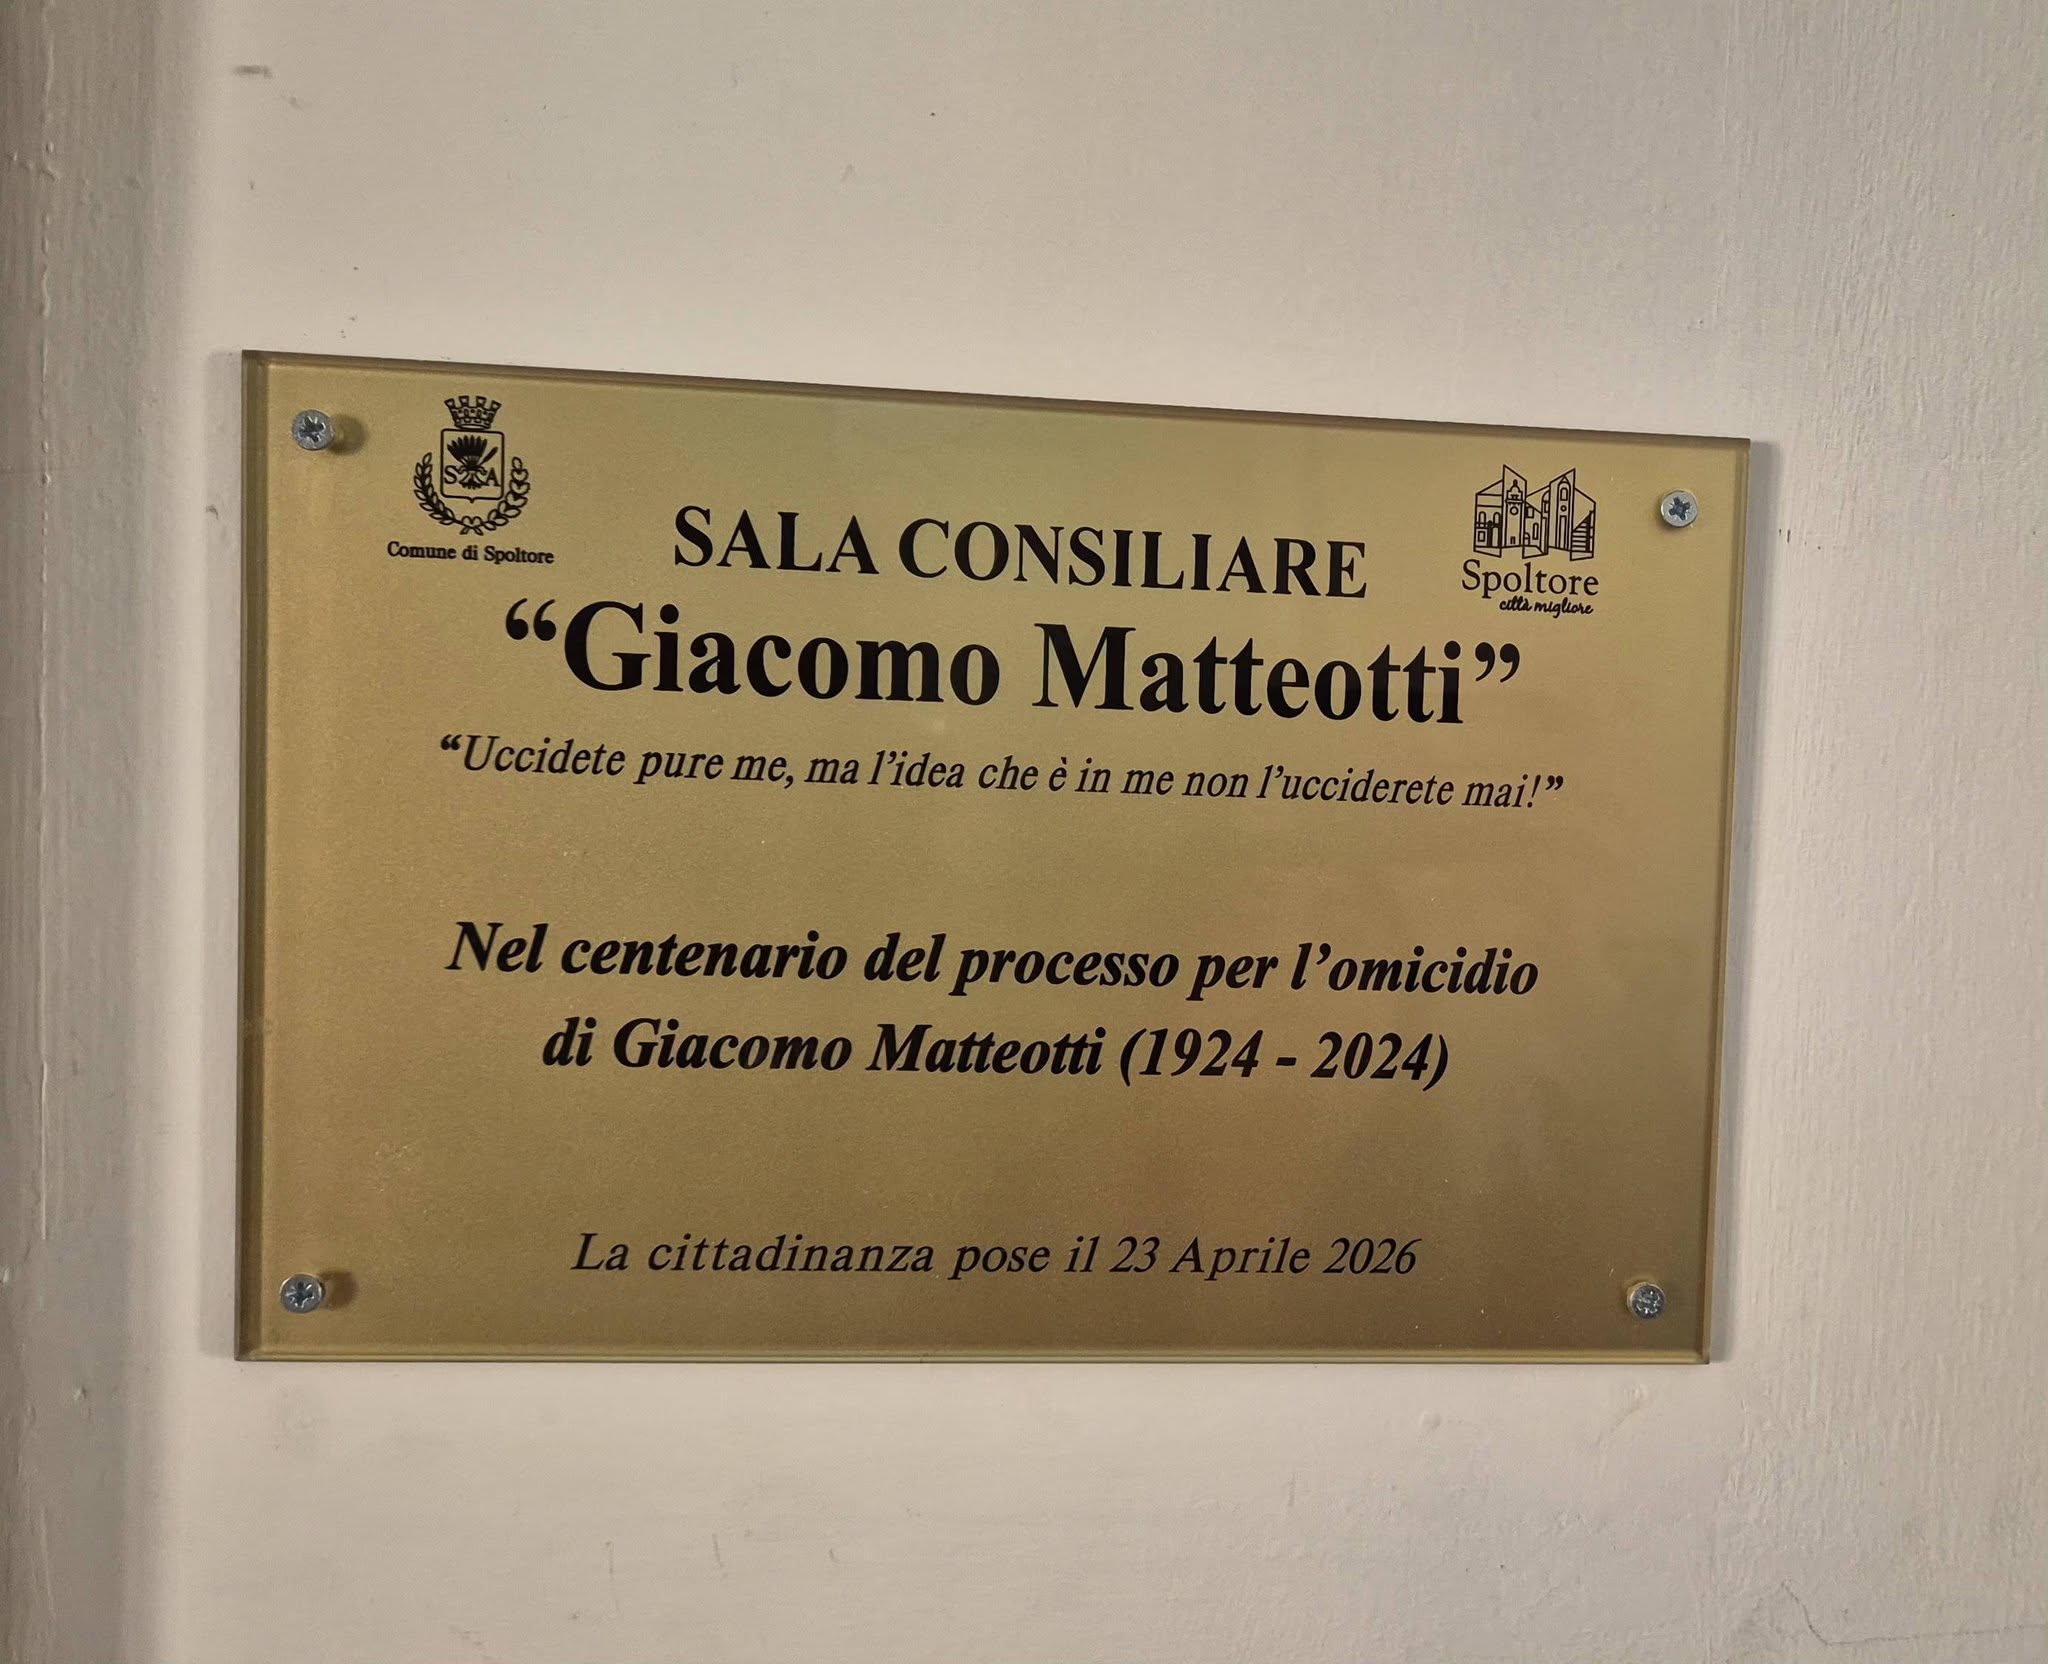 S A
Comune di Spoltore
Spoltore
città migliore
SALA CONSILIARE
“Giacomo Matteotti”
“Uccidete pure me, ma l’idea che è in me non l’ucciderete mai!”
Nel centenario del processo per l’omicidio
di Giacomo Matteotti (1924 - 2024)
La cittadinanza pose il 23 Aprile 2026